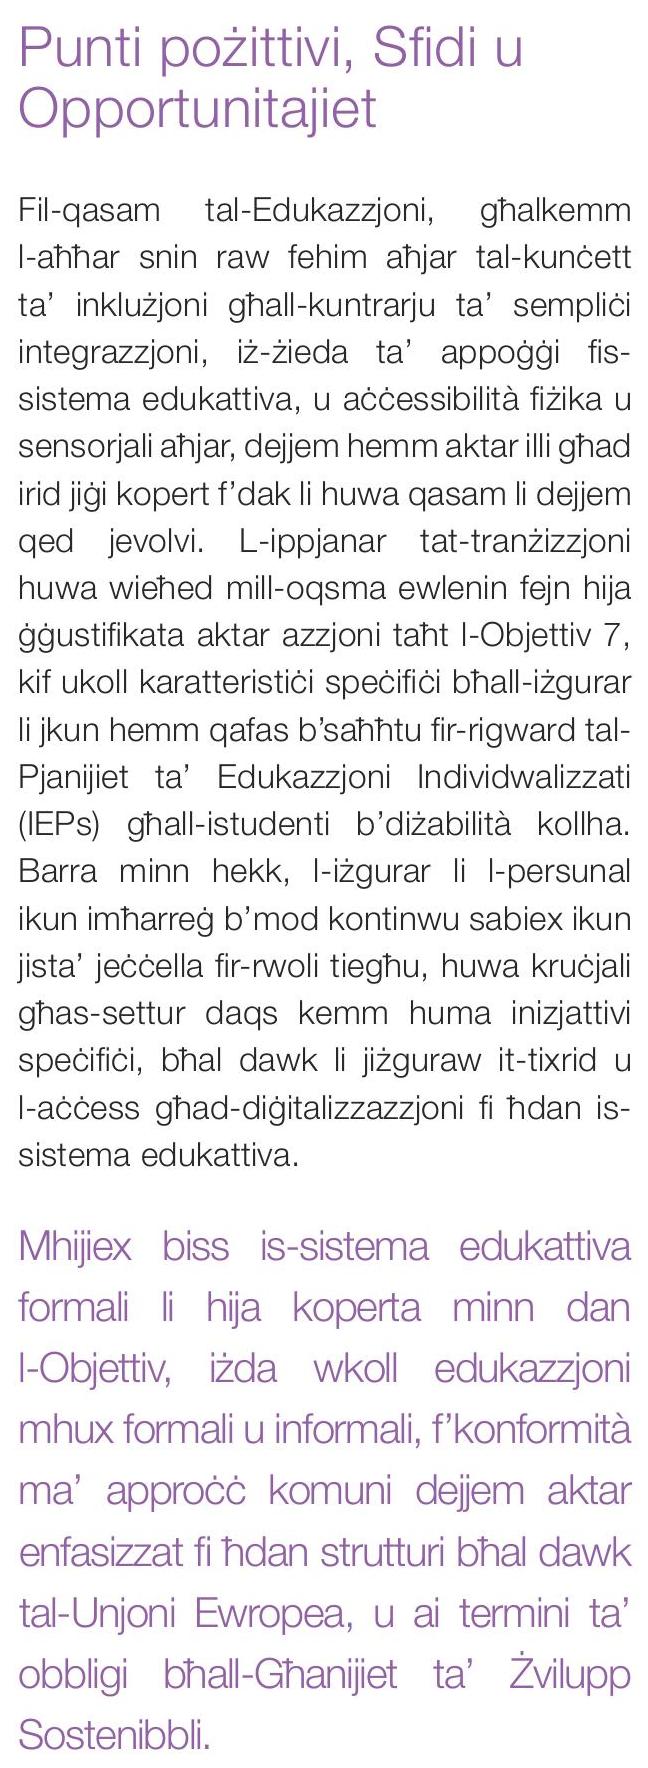 Punti pożittivi, Sfidi u
Opportunitajiet
Fil-qasam tal-Edukazzjoni, għalkemm
l-aħħar snin raw fehim aħjar tal-kunċett
ta’ inklużjoni għall-kuntrarju ta’ sempliċi
integrazzjoni, iż-żieda ta’ appoġġi fis-
sistema edukattiva, u aċċessibilità fiżika u
sensorjali aħjar, dejjem hemm aktar illi għad
irid jiġi kopert f’dak li huwa qasam li dejjem
qed jevolvi. L-ippjanar tat-tranżizzjoni
huwa wieħed mill-oqsma ewlenin fejn hija
ġġustifikata aktar azzjoni taħt l-Objettiv 7,
kif ukoll karatteristiċi speċifiċi bħall-iżgurar
li jkun hemm qafas b’saħħtu fir-rigward tal-
Pjanijiet ta’ Edukazzjoni Individwalizzati
(IEPs) għall-istudenti b’diżabilità kollha.
Barra minn hekk, l-iżgurar li l-persunal
ikun imħarreġ b’mod kontinwu sabiex ikun
jista’ jeċċella fir-rwoli tiegħu, huwa kruċjali
għas-settur daqs kemm huma inizjattivi
speċifiċi, bħal dawk li jiżguraw it-tixrid u
l-aċċess għad-diġitalizzazzjoni fi ħdan is-
sistema edukattiva.
Mhijiex biss is-sistema edukattiva
formali li hija koperta minn dan
l-Objettiv, iżda wkoll edukazzjoni
mhux formali u informali, f’konformità
ma’ approċċ komuni dejjem aktar
enfasizzat fi ħdan strutturi bħal dawk
tal-Unjoni Ewropea, u ai termini ta’
obbligi bħall-Għanijiet ta’ Żvilupp
Sostenibbli.